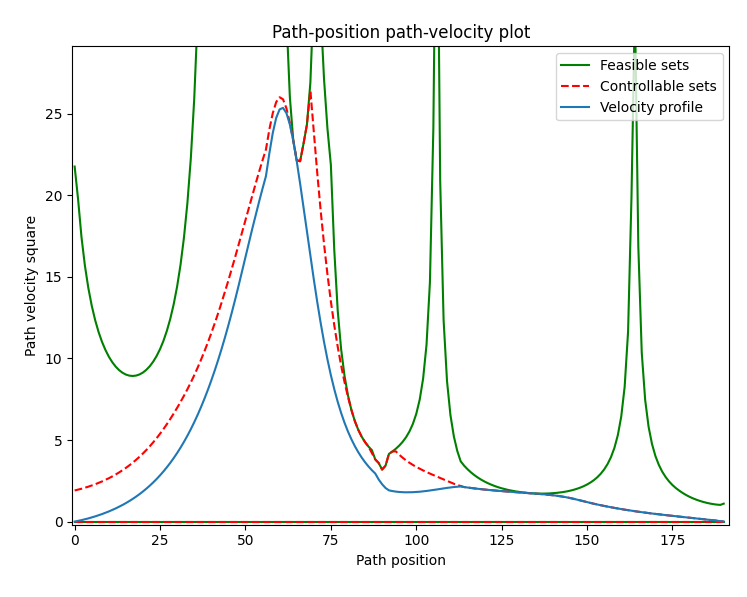 Path-position path-velocity plot
Feasible sets
Controllable sets
Velocity profile
Path velocity square
25
20
15
10
5
0
0 25 50 75 100 125 150 175
Path position